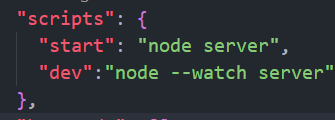 "scripts": {
"start": "node server",
"dev":"node --watch server"
},